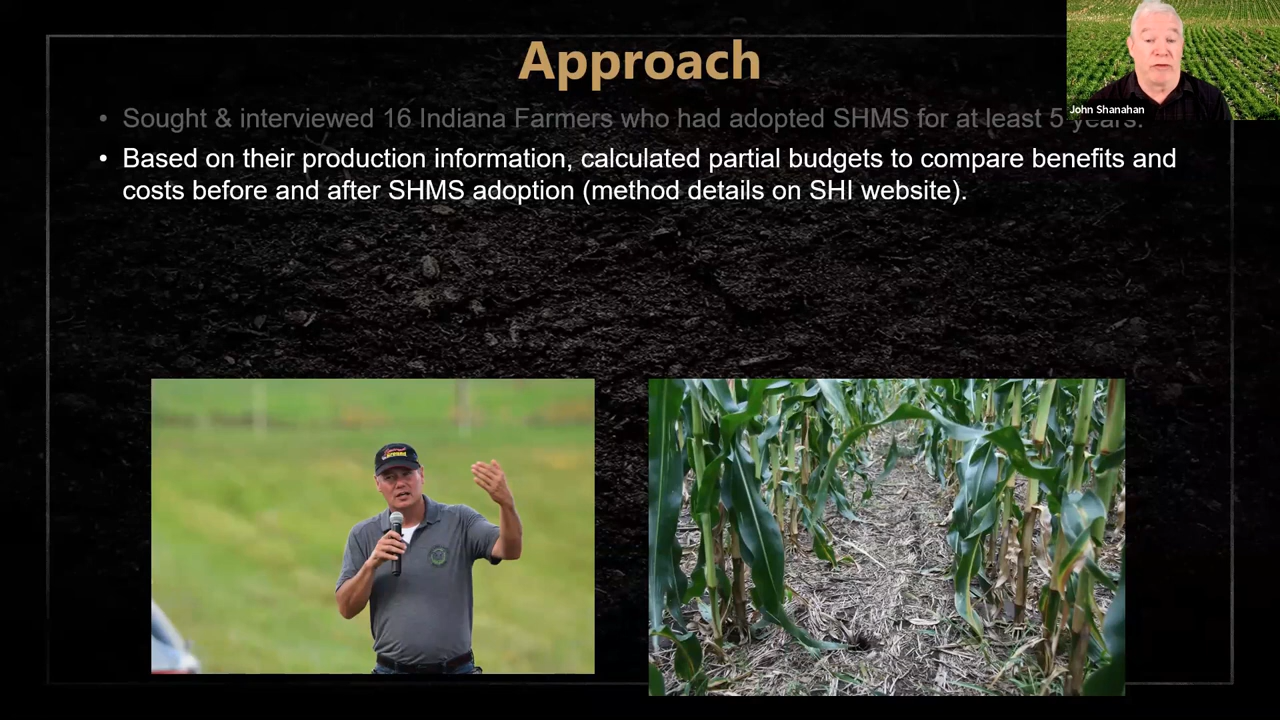 Approach
John Shanahan
• Sought & interviewed 16 Indiana Farmers who had adopted SHMS for at least 5 years.
• Based on their production information, calculated partial budgets to compare benefits and
costs before and after SHMS adoption (method details on SHI website).